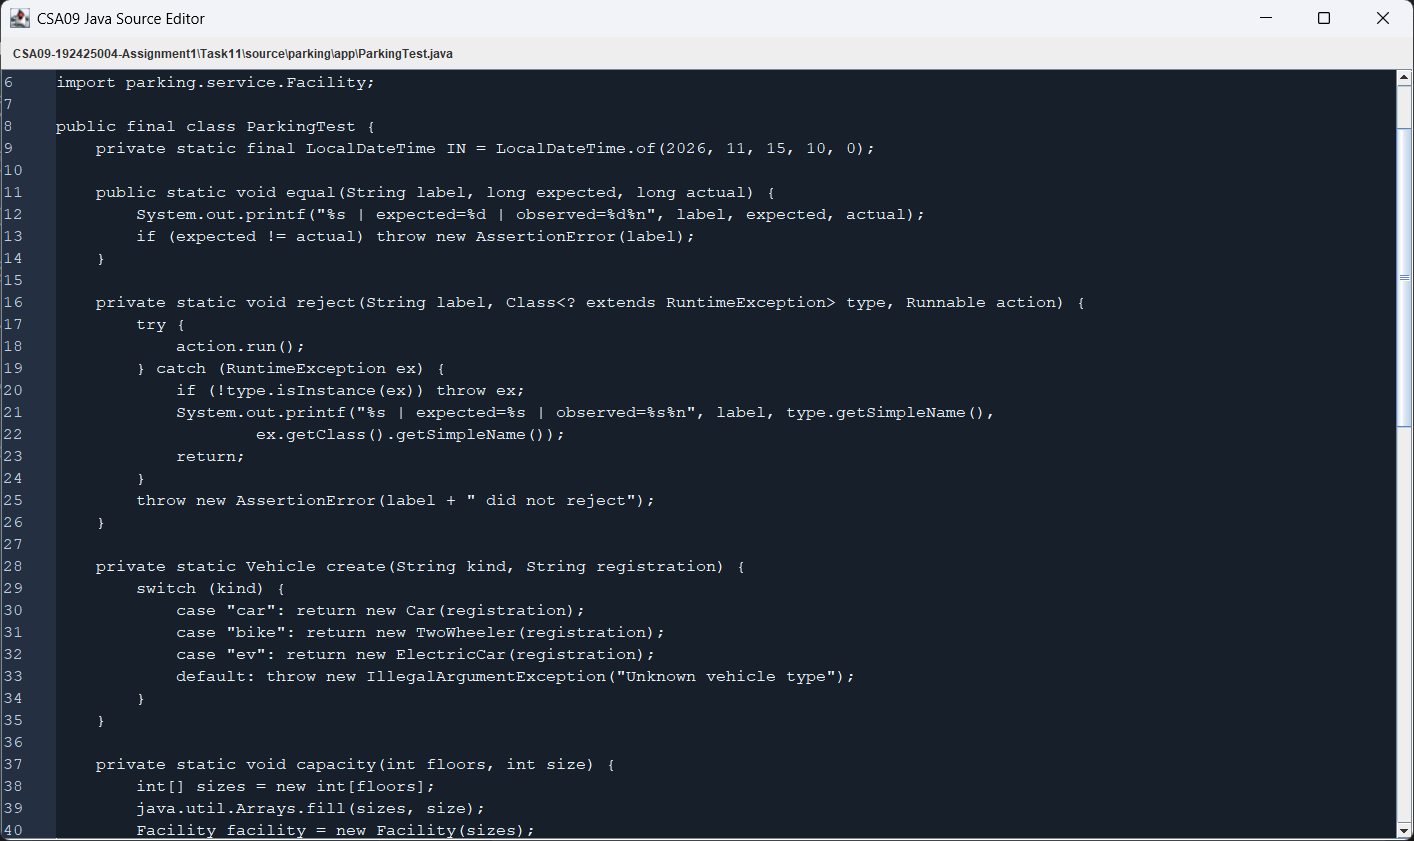 CSA09 Java Source Editor
CSA09-192425004-Assignment1\Task11\source\parking\app\ParkingTest.java
6 import parking.service.Facility;
7
8 public final class ParkingTest {
9 private static final LocalDateTime IN = LocalDateTime.of(2026, 11, 15, 10, 0);
10
11 public static void equal(String label, long expected, long actual) {
12 System.out.printf("%s | expected=%d | observed=%d%n", label, expected, actual);
13 if (expected != actual) throw new AssertionError(label);
14 }
15
16 private static void reject(String label, Class<? extends RuntimeException> type, Runnable action) {
17 try {
18 action.run();
19 } catch (RuntimeException ex) {
20 if (!type.isInstance(ex)) throw ex;
21 System.out.printf("%s | expected=%s | observed=%s%n", label, type.getSimpleName(),
22 ex.getClass().getSimpleName());
23 return;
24 }
25 throw new AssertionError(label + " did not reject");
26 }
27
28 private static Vehicle create(String kind, String registration) {
29 switch (kind) {
30 case "car": return new Car(registration);
31 case "bike": return new TwoWheeler(registration);
32 case "ev": return new ElectricCar(registration);
33 default: throw new IllegalArgumentException("Unknown vehicle type");
34 }
35 }
36
37 private static void capacity(int floors, int size) {
38 int[] sizes = new int[floors];
39 java.util.Arrays.fill(sizes, size);
40 Facility facility = new Facility(sizes);